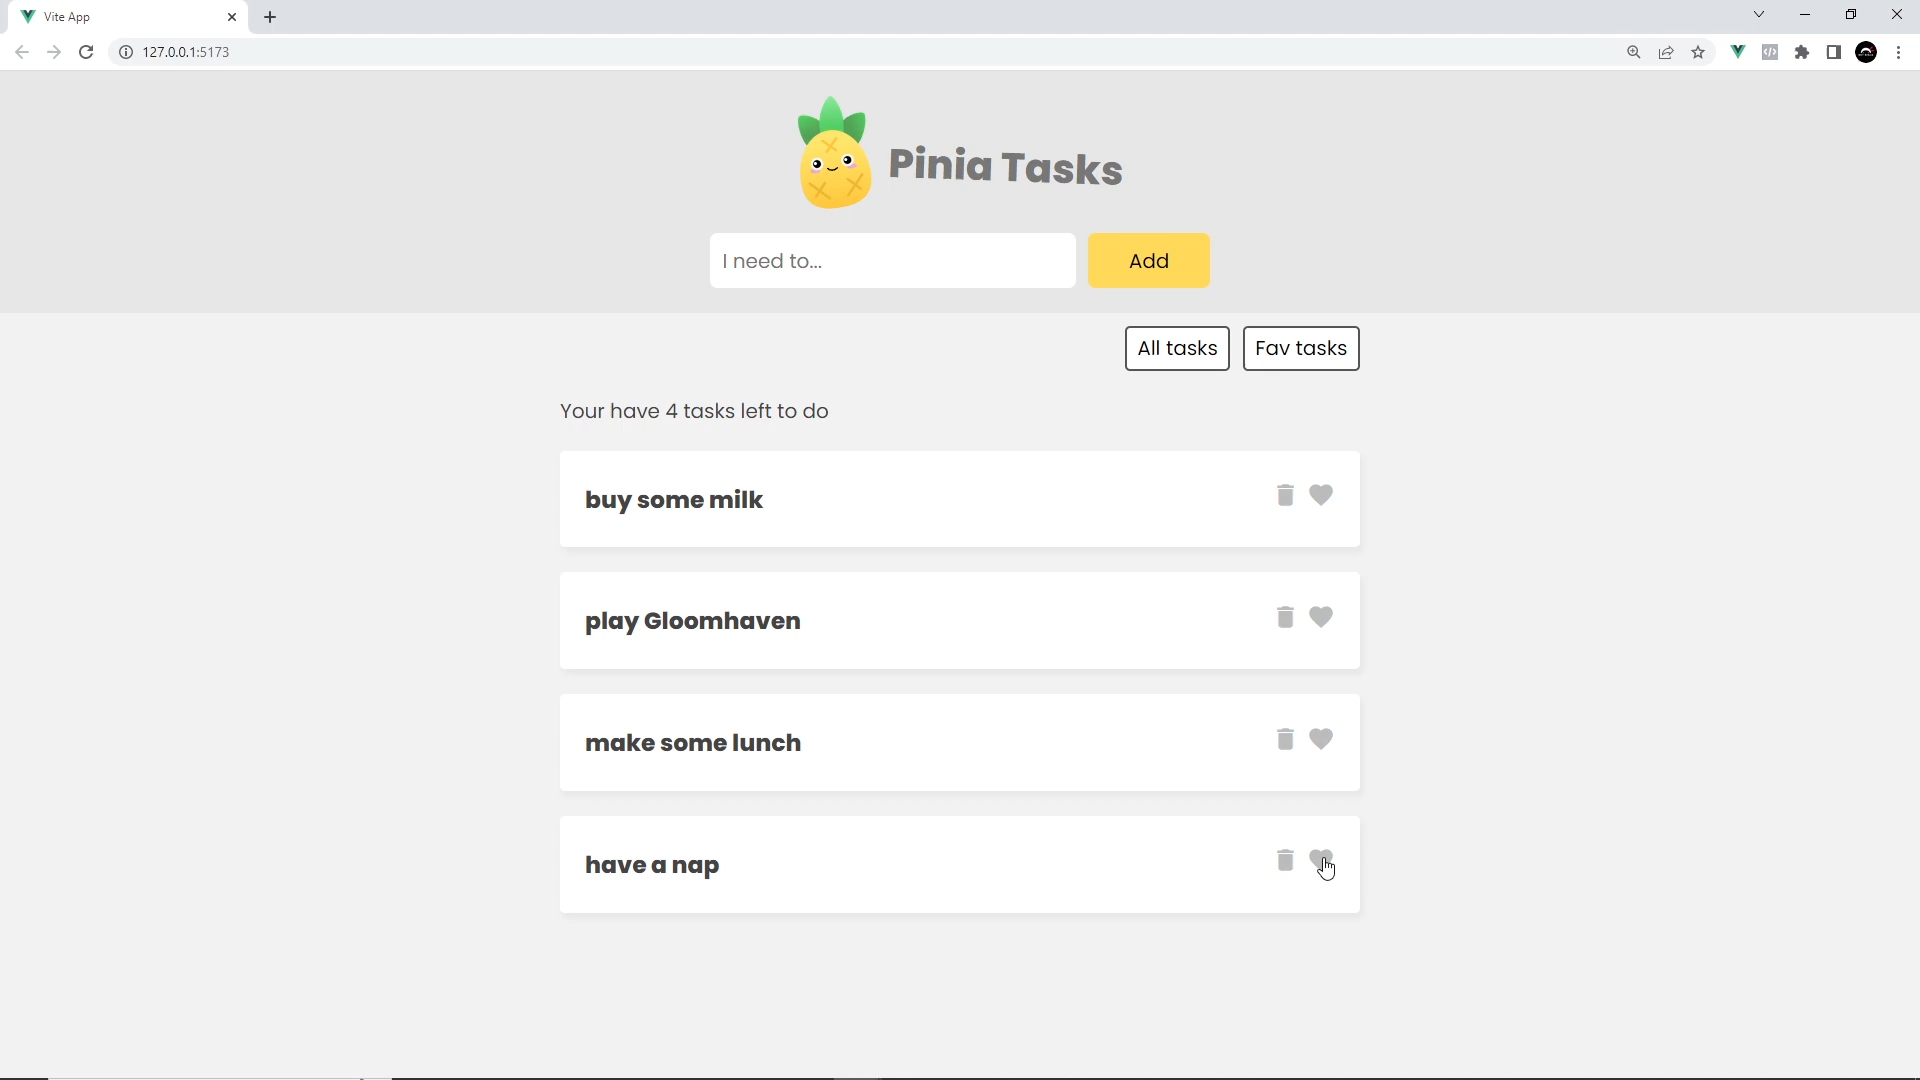 Vite App
127.0.0.1:5173
Pinia Tasks
I need to...
Add
All tasks
Fav tasks
Your have 4 tasks left to do
buy some milk
play Gloomhaven
make some lunch
have a nap